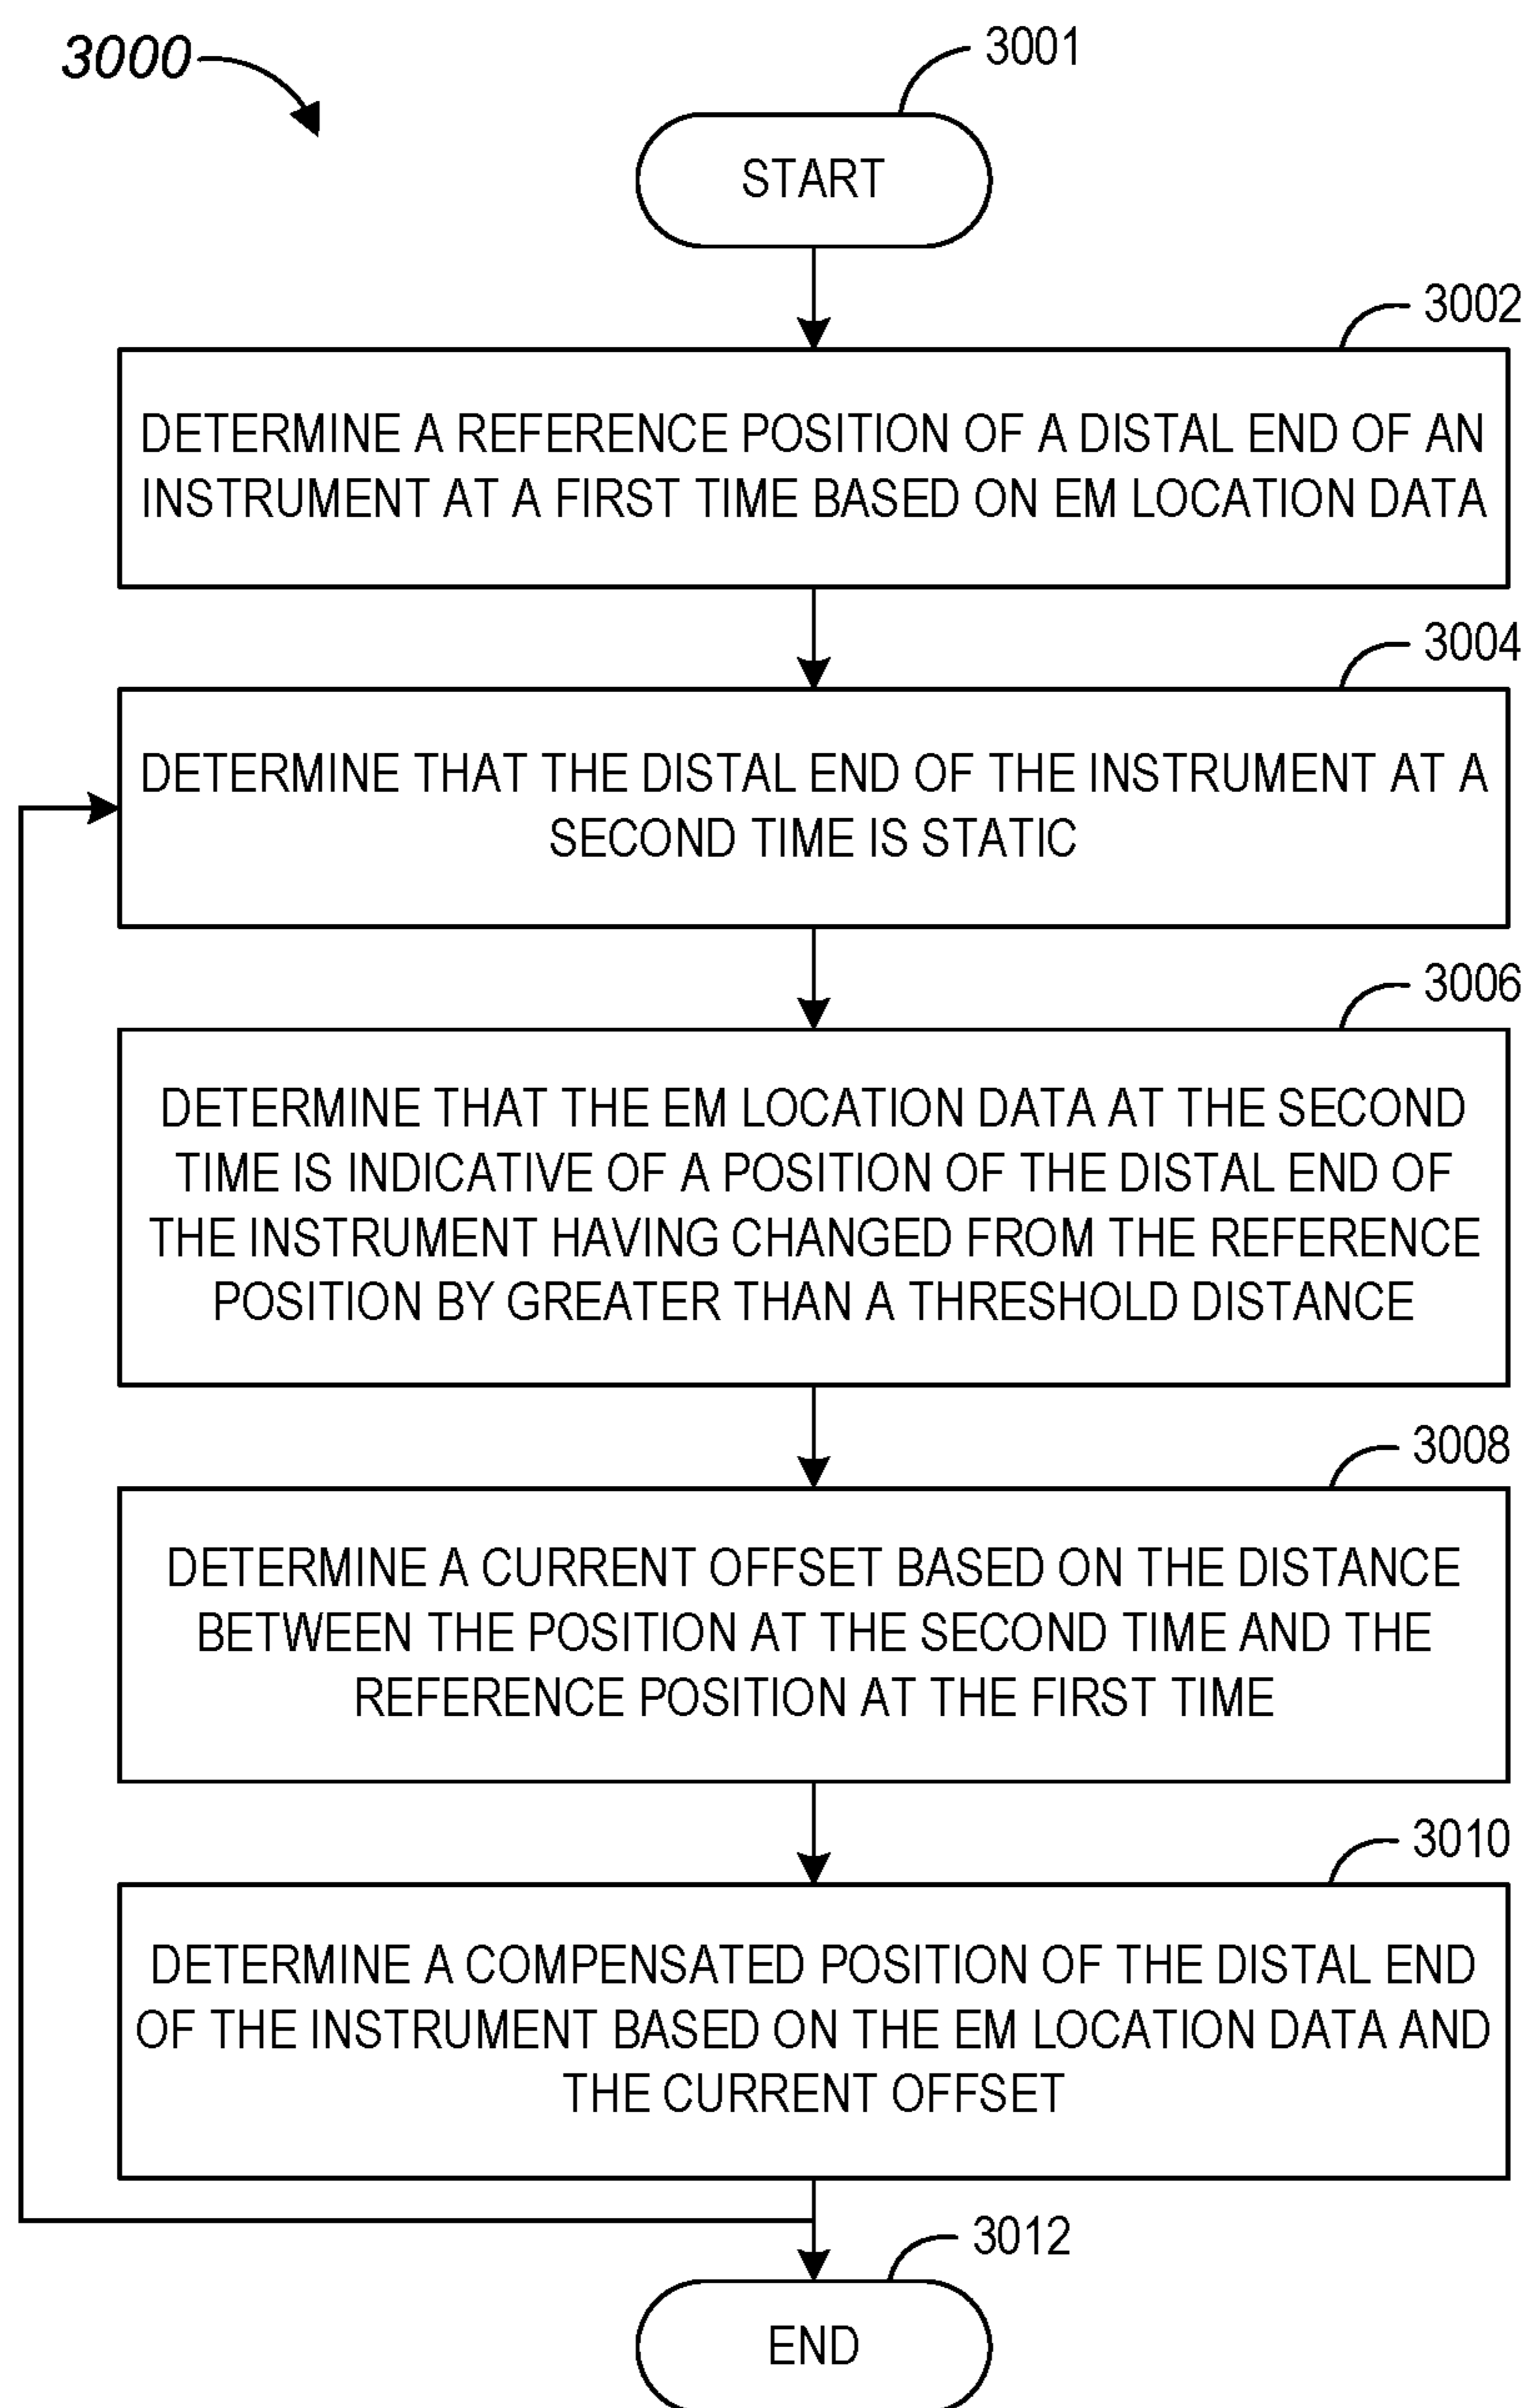 3000
3001
START
3002
DETERMINE A REFERENCE POSITION OF A DISTAL END OF AN
INSTRUMENT AT A FIRST TIME BASED ON EM LOCATION DATA
3004
DETERMINE THAT THE DISTAL END OF THE INSTRUMENT AT A
SECOND TIME IS STATIC
3006
DETERMINE THAT THE EM LOCATION DATA AT THE SECOND
TIME IS INDICATIVE OF A POSITION OF THE DISTAL END OF
THE INSTRUMENT HAVING CHANGED FROM THE REFERENCE
POSITION BY GREATER THAN A THRESHOLD DISTANCE
3008
DETERMINE A CURRENT OFFSET BASED ON THE DISTANCE
BETWEEN THE POSITION AT THE SECOND TIME AND THE
REFERENCE POSITION AT THE FIRST TIME
3010
DETERMINE A COMPENSATED POSITION OF THE DISTAL END
OF THE INSTRUMENT BASED ON THE EM LOCATION DATA AND
THE CURRENT OFFSET
3012
END